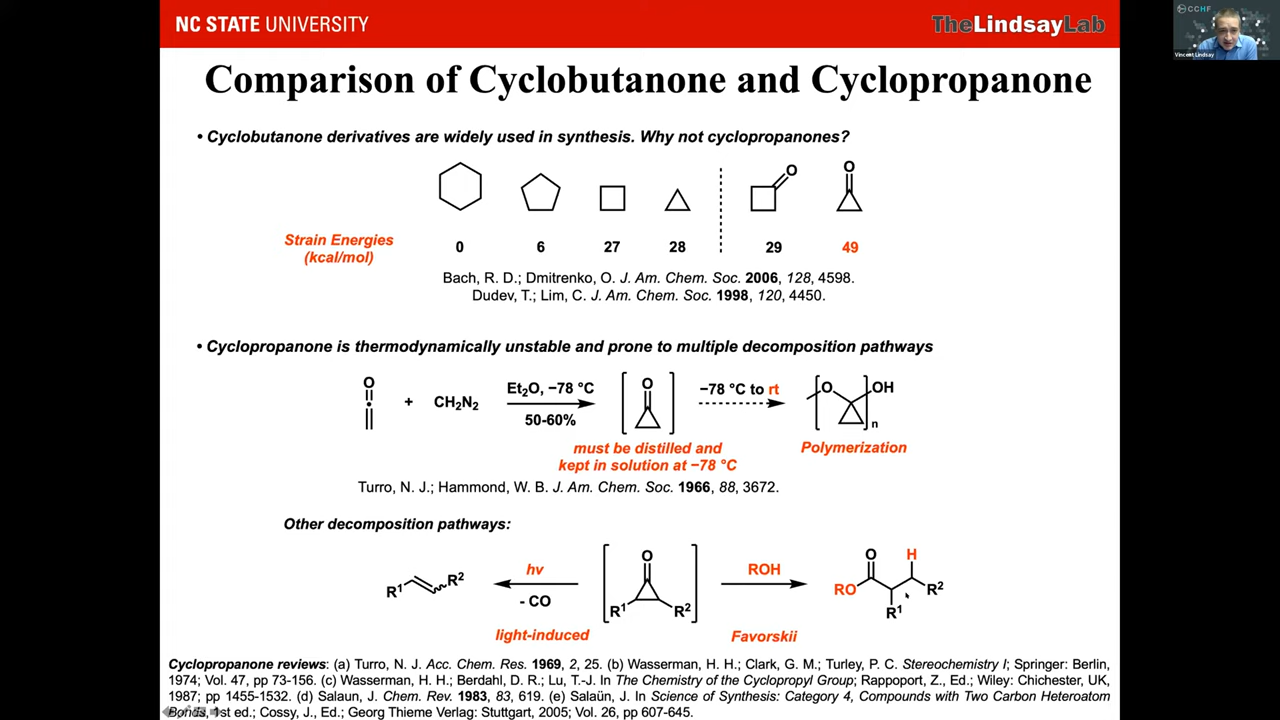 NC STATE UNIVERSITY
TheLindsayLab
CCHF
Vincent Lindsay
Comparison of Cyclobutanone and Cyclopropanone
• Cyclobutanone derivatives are widely used in synthesis. Why not cyclopropanones?
O O
Strain Energies
(kcal/mol)
0 6 27 28 29 49
Bach, R. D.; Dmitrenko, O. J. Am. Chem. Soc. 2006, 128, 4598.
Dudev, T.; Lim, C. J. Am. Chem. Soc. 1998, 120, 4450.
• Cyclopropanone is thermodynamically unstable and prone to multiple decomposition pathways
O + CH₂N₂ Et₂O, −78 °C O −78 °C to rt O OH
50-60% n
must be distilled and
kept in solution at −78 °C
Polymerization
Turro, N. J.; Hammond, W. B. J. Am. Chem. Soc. 1966, 88, 3672.
Other decomposition pathways:
R¹ R² hv O ROH O H
- CO R¹ R² RO R² R¹
light-induced Favorskii
Cyclopropanone reviews: (a) Turro, N. J. Acc. Chem. Res. 1969, 2, 25. (b) Wasserman, H. H.; Clark, G. M.; Turley, P. C. Stereochemistry I; Springer: Berlin,
1974; Vol. 47, pp 73-156. (c) Wasserman, H. H.; Berdahl, D. R.; Lu, T.-J. In The Chemistry of the Cyclopropyl Group; Rappoport, Z., Ed.; Wiley: Chichester, UK,
1987; pp 1455-1532. (d) Salaun, J. Chem. Rev. 1983, 83, 619. (e) Salaün, J. In Science of Synthesis: Category 4, Compounds with Two Carbon Heteroatom
Bonds, 1st ed.; Cossy, J., Ed.; Georg Thieme Verlag: Stuttgart, 2005; Vol. 26, pp 607-645.